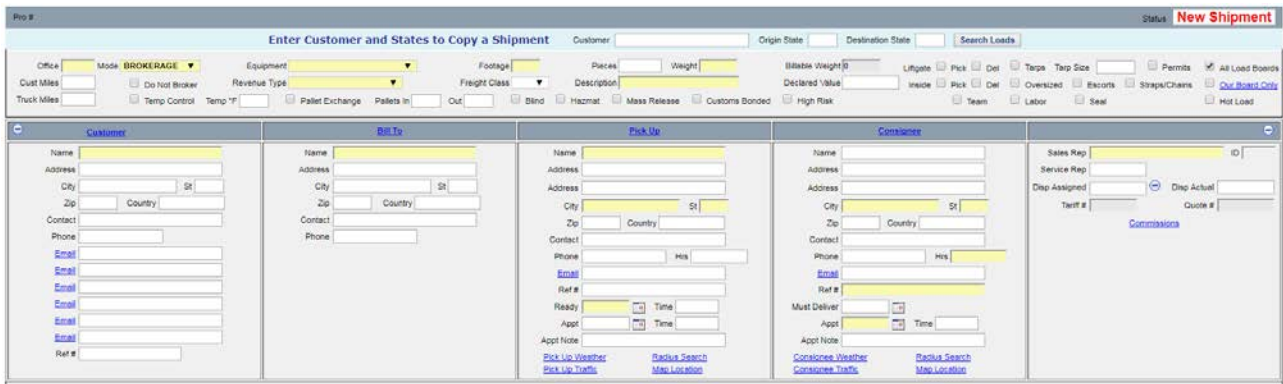 Pro #
Status New Shipment
Enter Customer and States to Copy a Shipment Customer Origin State Destination State Search Loads
Office Mode BROKERAGE ▼ Equipment ▼ Footage Pieces Weight Billable Weight 0 Liftgate Pick Del Tarps Tarp Size Permits All Load Boards
Cust Miles Do Not Broker Revenue Type ▼ Freight Class ▼ Description Declared Value Inside Pick Del Oversized Escorts Straps/Chains Our Board Only
Truck Miles Temp Control Temp °F Pallet Exchange Pallets In Out Blind Hazmat Mass Release Customs Bonded High Risk Team Labor Seal Hot Load
Customer Bill To Pick Up Consignee
Name
Address
City St
Zip Country
Contact
Phone
Email
Email
Email
Email
Email
Email
Ref #
Name
Address
City St
Zip Country
Contact
Phone
Name
Address
Address
City St
Zip Country
Contact
Phone Hrs
Email
Ref #
Ready Time
Appt Time
Appt Note
Pick Up Weather Radius Search
Pick Up Traffic Map Location
Name
Address
Address
City St
Zip Country
Contact
Phone Hrs
Email
Ref #
Must Deliver
Appt Time
Appt Note
Consignee Weather Radius Search
Consignee Traffic Map Location
Sales Rep ID
Service Rep
Disp Assigned Disp Actual
Tariff # Quote #
Commissions